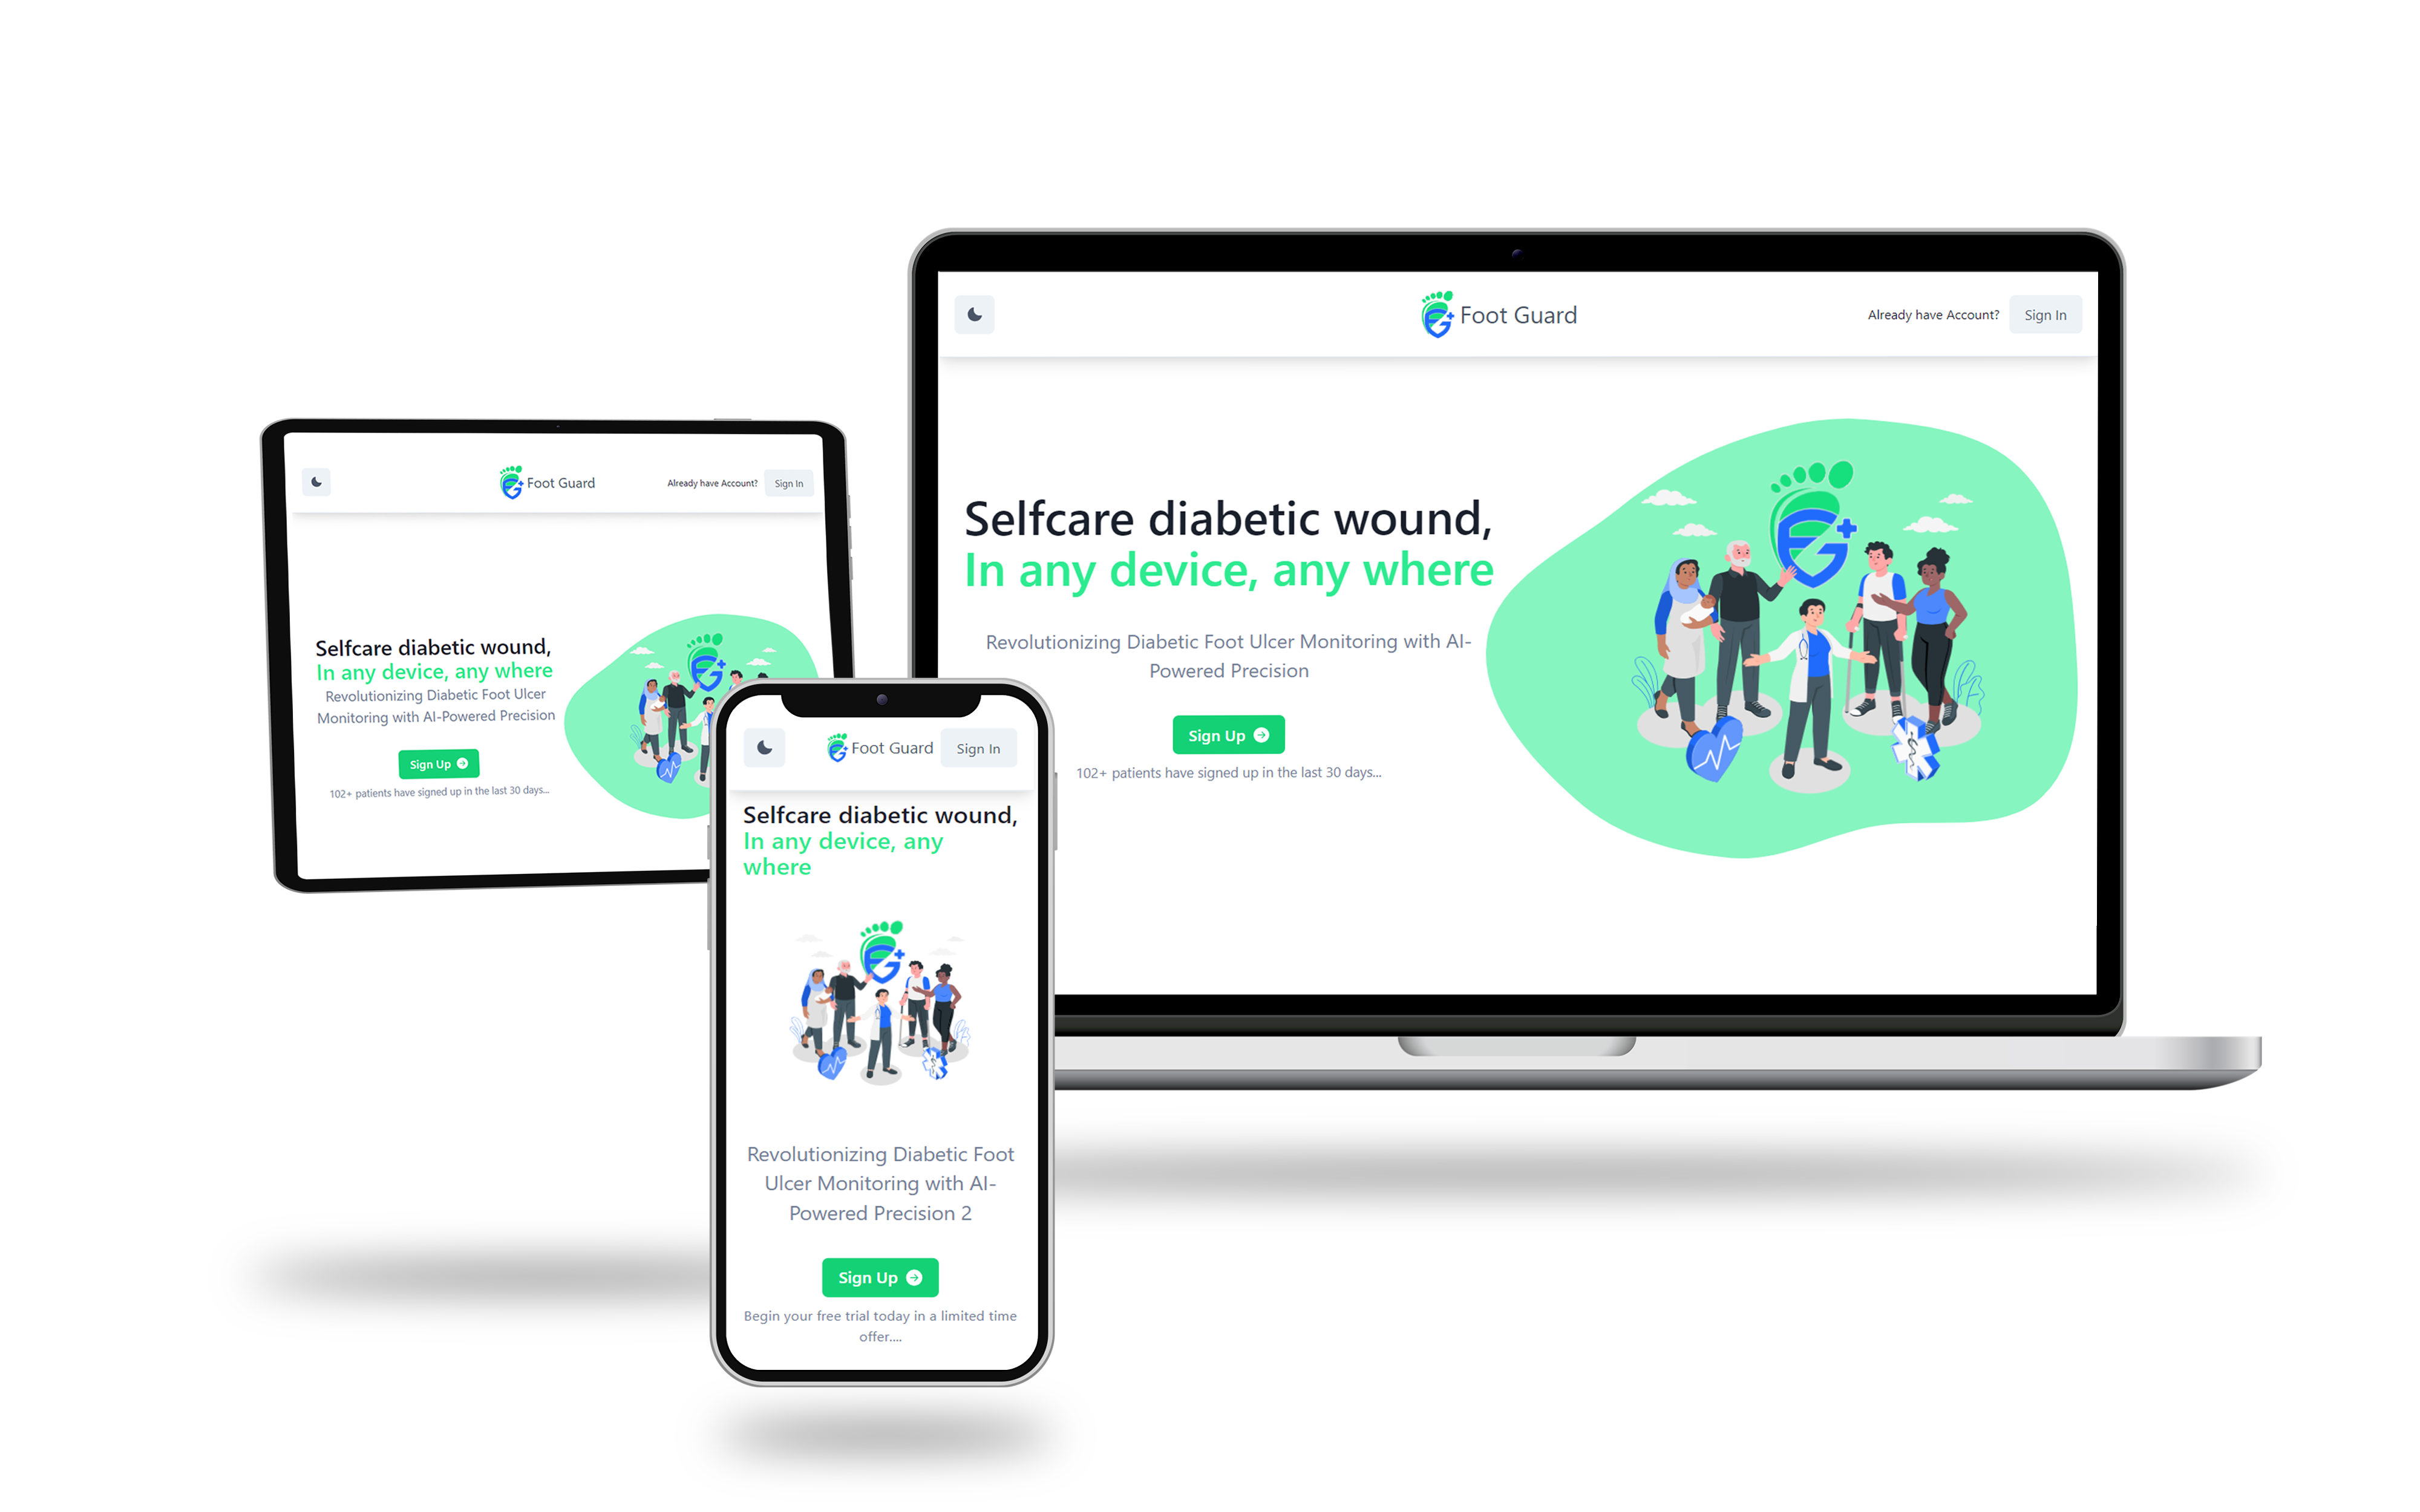 Foot Guard
Already have Account?
Sign In
Selfcare diabetic wound,
In any device, any where
Revolutionizing Diabetic Foot Ulcer Monitoring with AI-
Powered Precision
Sign Up
102+ patients have signed up in the last 30 days...
Foot Guard
Already have Account?
Sign In
Selfcare diabetic wound,
In any device, any where
Revolutionizing Diabetic Foot Ulcer
Monitoring with AI-Powered Precision
Sign Up
102+ patients have signed up in the last 30 days...
Foot Guard
Sign In
Selfcare diabetic wound,
In any device, any
where
Revolutionizing Diabetic Foot
Ulcer Monitoring with AI-
Powered Precision 2
Sign Up
Begin your free trial today in a limited time
offer....